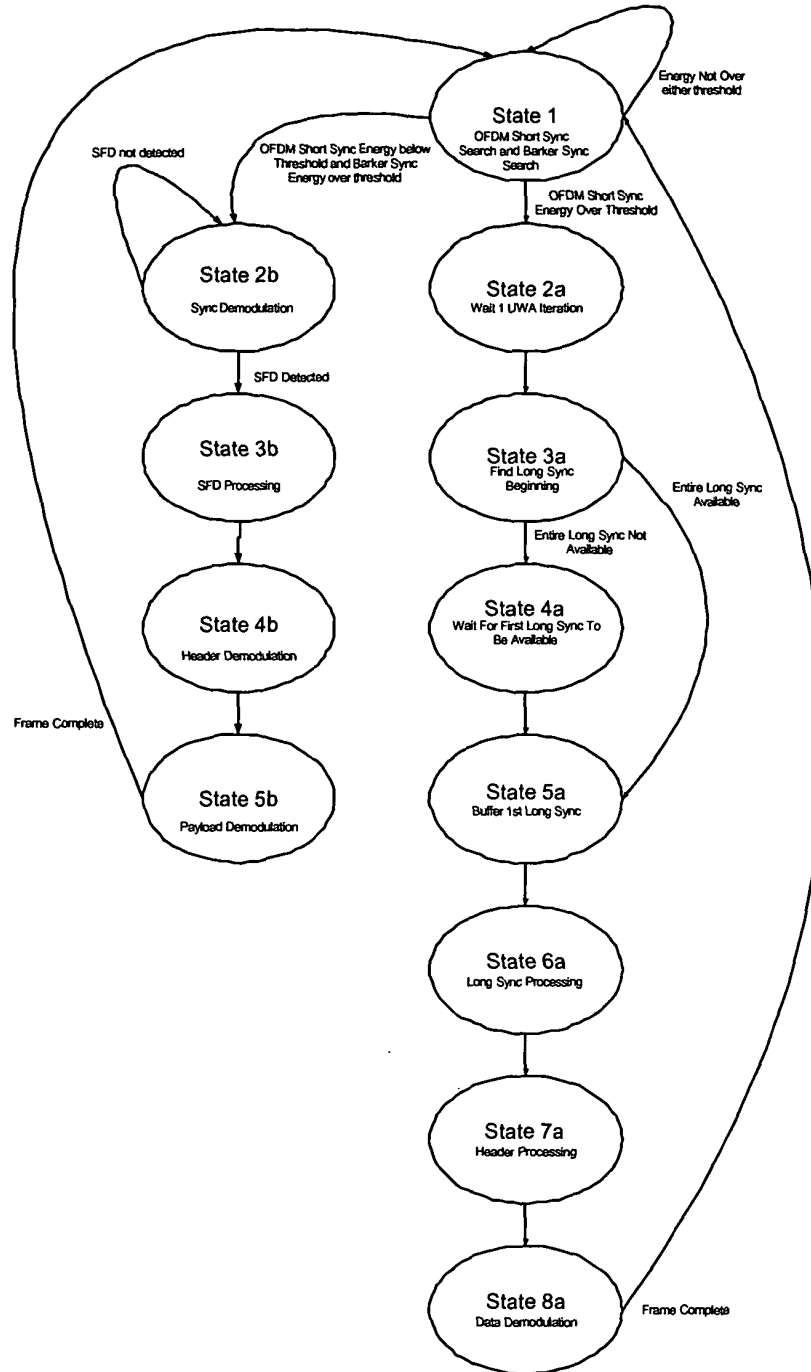 Energy Not Over
either threshold
State 1
OFDM Short Sync
Search and Barker Sync
Search
SFD not detected
OFDM Short Sync Energy below
Threshold and Barker Sync
Energy over threshold
OFDM Short Sync
Energy Over Threshold
State 2b
Sync Demodulation
State 2a
Wait 1 UWA Iteration
SFD Detected
State 3b
SFD Processing
State 3a
Find Long Sync
Beginning
Entire Long Sync
Available
Entire Long Sync Not
Available
State 4b
Header Demodulation
State 4a
Wait For First Long Sync To
Be Available
Frame Complete
State 5b
Payload Demodulation
State 5a
Buffer 1st Long Sync
State 6a
Long Sync Processing
State 7a
Header Processing
State 8a
Data Demodulation
Frame Complete